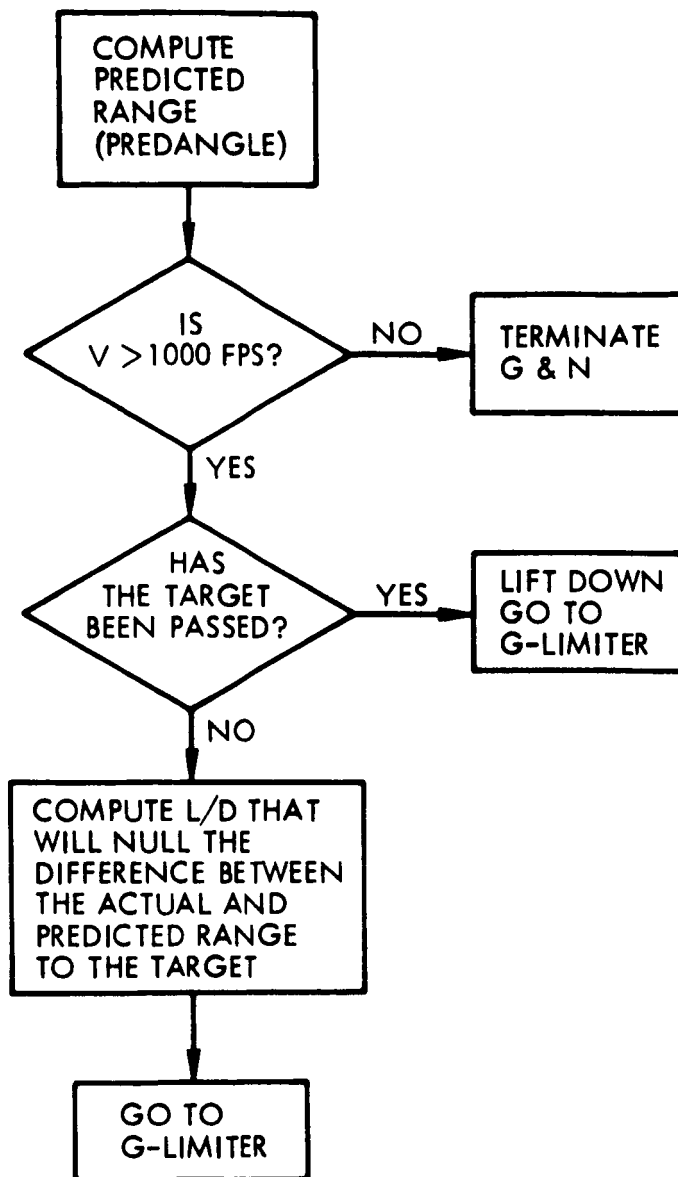 COMPUTE
PREDICTED
RANGE
(PREDANGLE)
IS
V > 1000 FPS?
NO
TERMINATE
G & N
YES
HAS
THE TARGET
BEEN PASSED?
YES
LIFT DOWN
GO TO
G-LIMITER
NO
COMPUTE L/D THAT
WILL NULL THE
DIFFERENCE BETWEEN
THE ACTUAL AND
PREDICTED RANGE
TO THE TARGET
GO TO
G-LIMITER